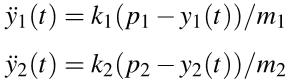 ÿ₁(t) = k₁(p₁ − y₁(t))/m₁
ÿ₂(t) = k₂(p₂ − y₂(t))/m₂